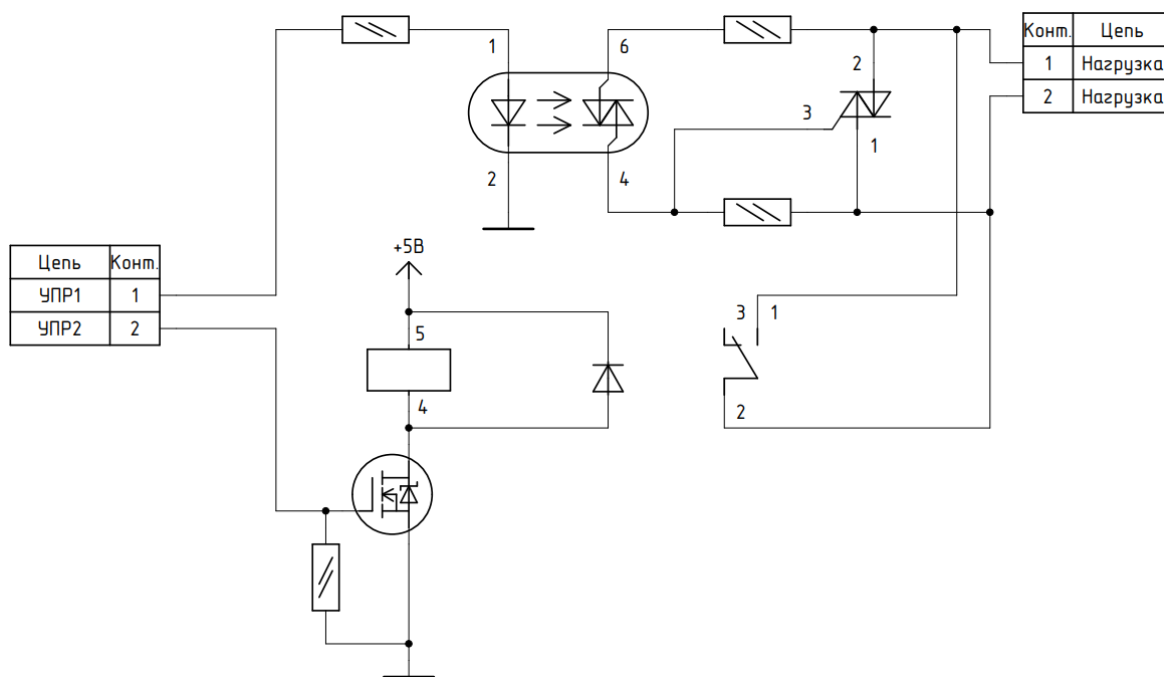 Конт. Цепь
1 Нагрузка
2 Нагрузка
1
6
2
3
1
2
4
+5В
Цепь Конт.
УПР1 1
УПР2 2
5
3 1
4
2